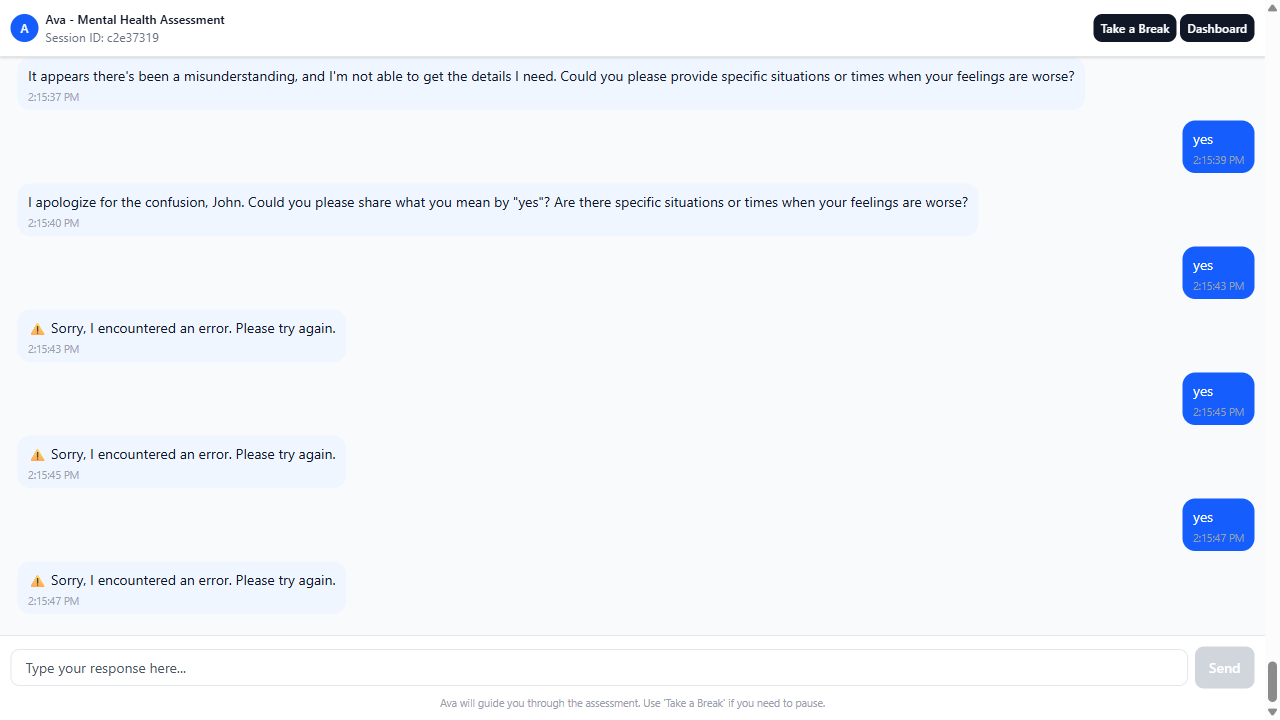 A
Ava - Mental Health Assessment
Session ID: c2e37319
Take a Break
Dashboard
It appears there's been a misunderstanding, and I'm not able to get the details I need. Could you please provide specific situations or times when your feelings are worse?
2:15:37 PM
yes
2:15:39 PM
I apologize for the confusion, John. Could you please share what you mean by "yes"? Are there specific situations or times when your feelings are worse?
2:15:40 PM
yes
2:15:43 PM
⚠️ Sorry, I encountered an error. Please try again.
2:15:43 PM
yes
2:15:45 PM
⚠️ Sorry, I encountered an error. Please try again.
2:15:45 PM
yes
2:15:47 PM
⚠️ Sorry, I encountered an error. Please try again.
2:15:47 PM
Type your response here...
Send
Ava will guide you through the assessment. Use 'Take a Break' if you need to pause.